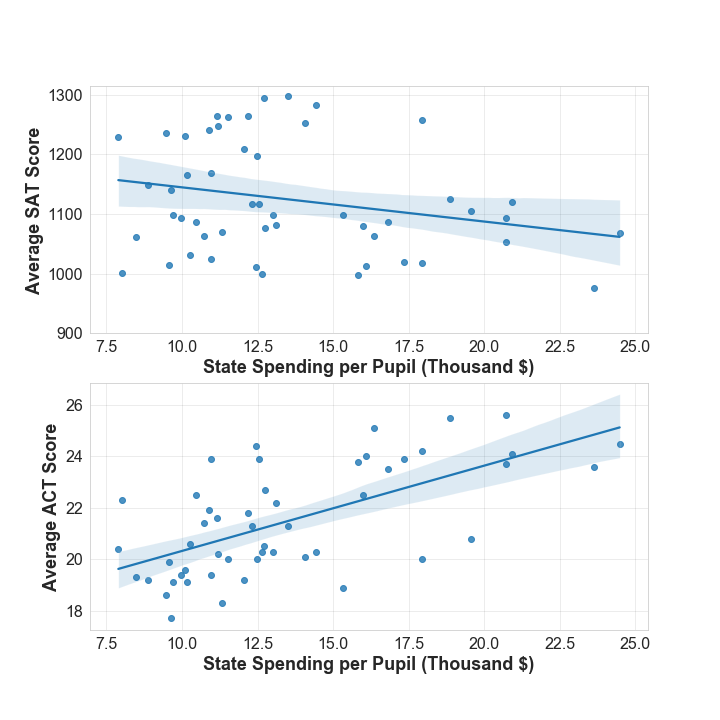 1300
1200
1100
1000
900
Average SAT Score
7.5 10.0 12.5 15.0 17.5 20.0 22.5 25.0
State Spending per Pupil (Thousand $)
26
24
22
20
18
Average ACT Score
7.5 10.0 12.5 15.0 17.5 20.0 22.5 25.0
State Spending per Pupil (Thousand $)